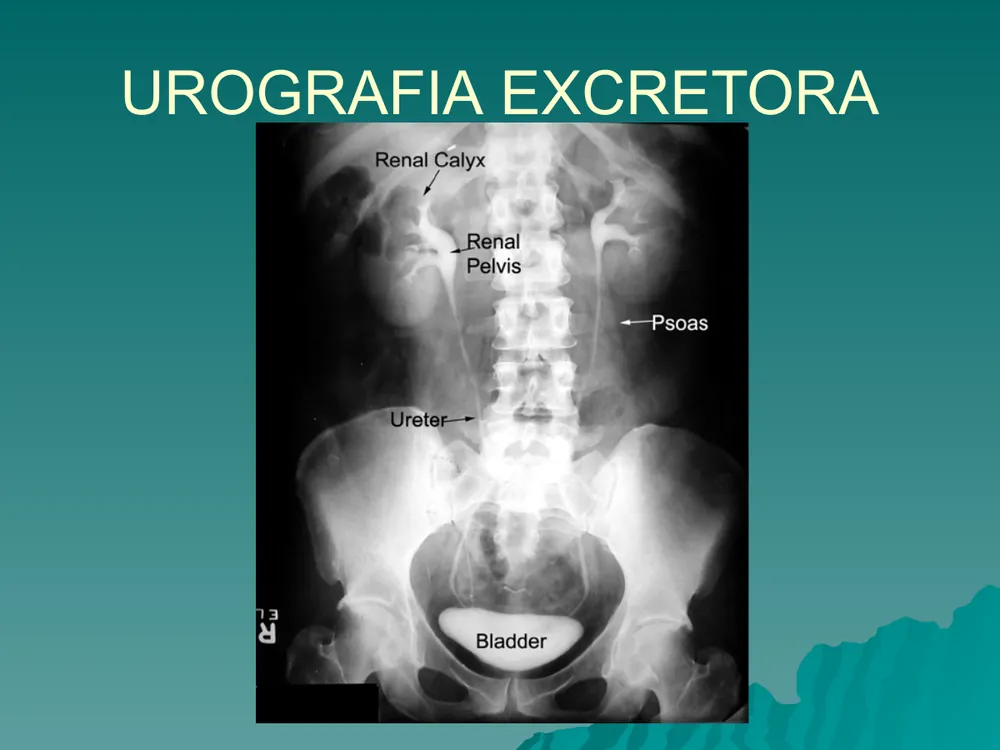 UROGRAFIA EXCRETORA
Renal Calyx
Renal
Pelvis
Psoas
Ureter
Bladder
R